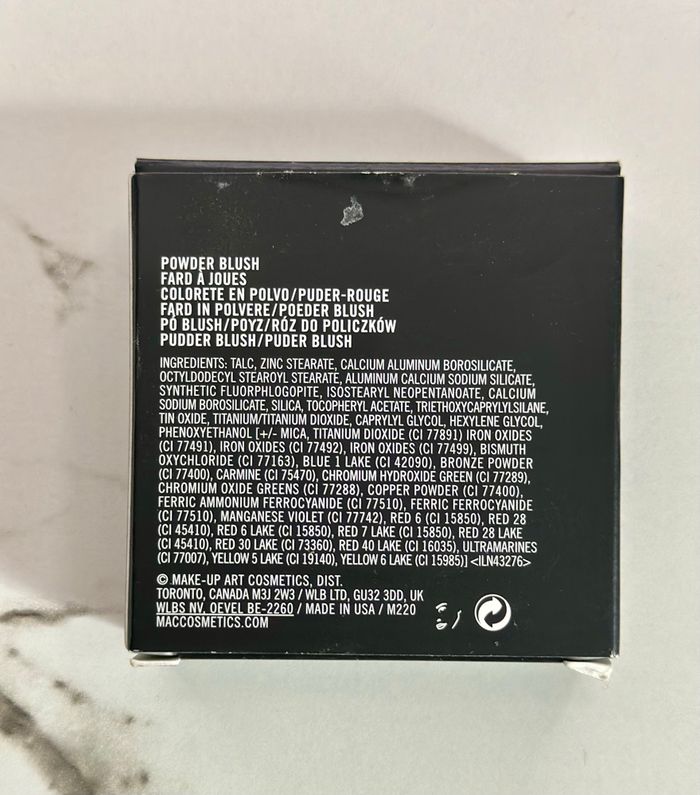 POWDER BLUSH
FARD À JOUES
COLORETE EN POLVO/PUDER-ROUGE
FARD IN POLVERE/POEDER BLUSH
PÓ BLUSH/POYZ/RÓZ DO POLICZKÓW
PUDDER BLUSH/PUDER BLUSH
INGREDIENTS: TALC, ZINC STEARATE, CALCIUM ALUMINUM BOROSILICATE,
OCTYLDODECYL STEAROYL STEARATE, ALUMINUM CALCIUM SODIUM SILICATE,
SYNTHETIC FLUORPHLOGOPITE, ISOSTEARYL NEOPENTANOATE, CALCIUM
SODIUM BOROSILICATE, SILICA, TOCOPHERYL ACETATE, TRIETHOXYCAPRYLYLSILANE,
TIN OXIDE, TITANIUM/TITANIUM DIOXIDE, CAPRYLYL GLYCOL, HEXYLENE GLYCOL,
PHENOXYETHANOL [+/- MICA, TITANIUM DIOXIDE (CI 77891) IRON OXIDES
(CI 77491), IRON OXIDES (CI 77492), IRON OXIDES (CI 77499), BISMUTH
OXYCHLORIDE (CI 77163), BLUE 1 LAKE (CI 42090), BRONZE POWDER
(CI 77400), CARMINE (CI 75470), CHROMIUM HYDROXIDE GREEN (CI 77289),
CHROMIUM OXIDE GREENS (CI 77288), COPPER POWDER (CI 77400),
FERRIC AMMONIUM FERROCYANIDE (CI 77510), FERRIC FERROCYANIDE
(CI 77510), MANGANESE VIOLET (CI 77742), RED 6 (CI 15850), RED 28
(CI 45410), RED 6 LAKE (CI 15850), RED 7 LAKE (CI 15850), RED 28 LAKE
(CI 45410), RED 30 LAKE (CI 73360), RED 40 LAKE (CI 16035), ULTRAMARINES
(CI 77007), YELLOW 5 LAKE (CI 19140), YELLOW 6 LAKE (CI 15985)] <ILN43276>
© MAKE-UP ART COSMETICS, DIST.
TORONTO, CANADA M3J 2W3 / WLB LTD, GU32 3DD, UK
WLBS NV, OEVEL BE-2260 / MADE IN USA / M220
MACCOSMETICS.COM